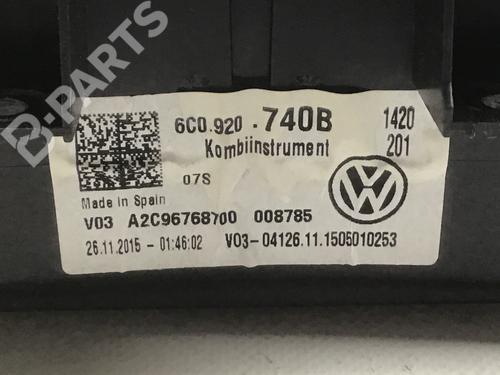 B-PARTS
6C0.920.740B 1420
Kombiinstrument 201
07S
Made in Spain
V03 A2C96768700 008785
26.11.2015 - 01:46:02 V03-04126.11.1505010253